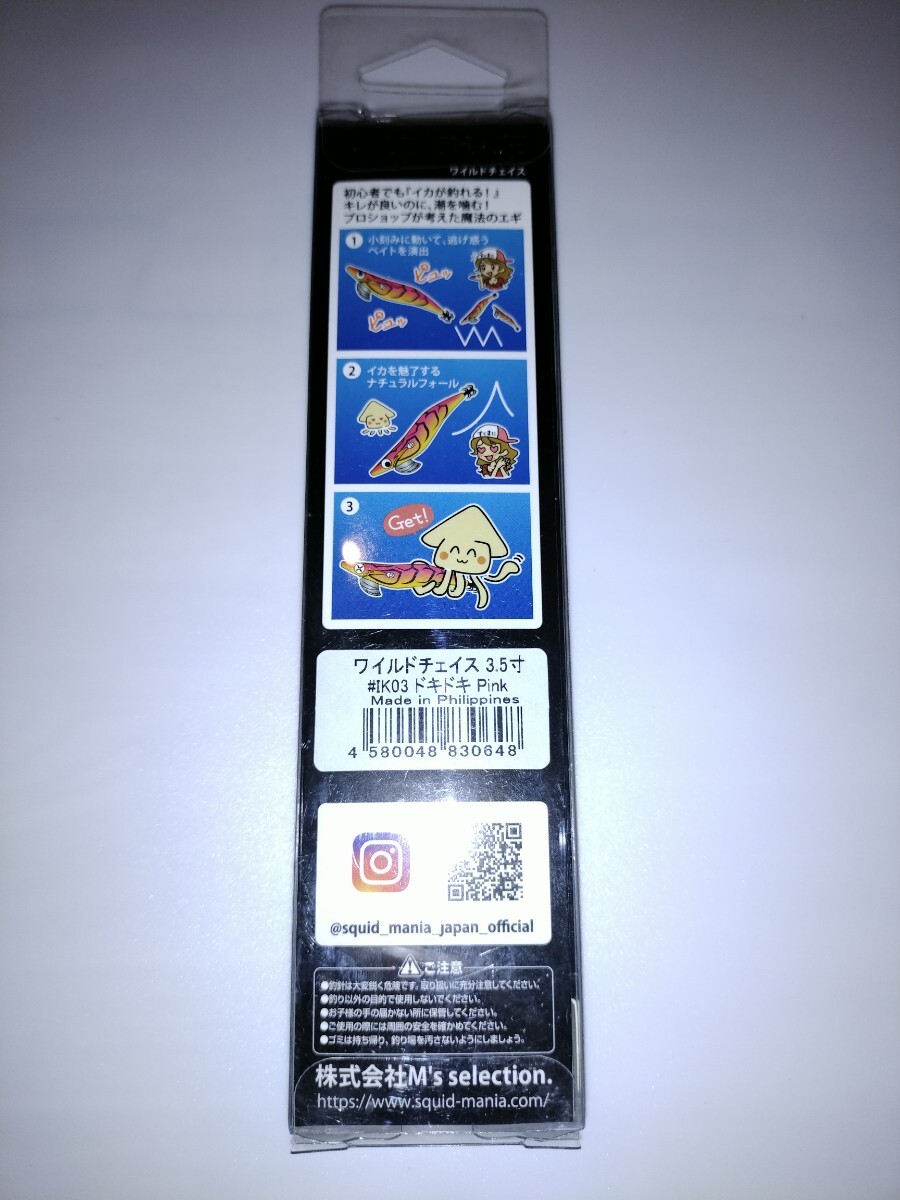 ワイルドチェイス
初心者でも『イカが釣れる！』
キレが良いのに、潮を噛む！
プロショップが考えた魔法のエギ
1 小刻みに動いて、逃げ惑う
ベイトを演出
ピュッ
ピュッ
2 イカを魅了する
ナチュラルフォール
3
Get!
ワイルドチェイス 3.5寸
#IK03 ドキドキ Pink
Made in Philippines
4 580048 830648
@squid_mania_japan_official
ご注意
●釣針は大変鋭く危険です。取り扱いに充分注意してください。
●釣り以外の目的で使用しないでください。
●お子様の手の届かない所に保管してください。
●ご使用の際には周囲の安全を確かめてください。
●ゴミは持ち帰り、釣り場を汚さないようにしましょう。
株式会社M's selection.
https://www.squid-mania.com/